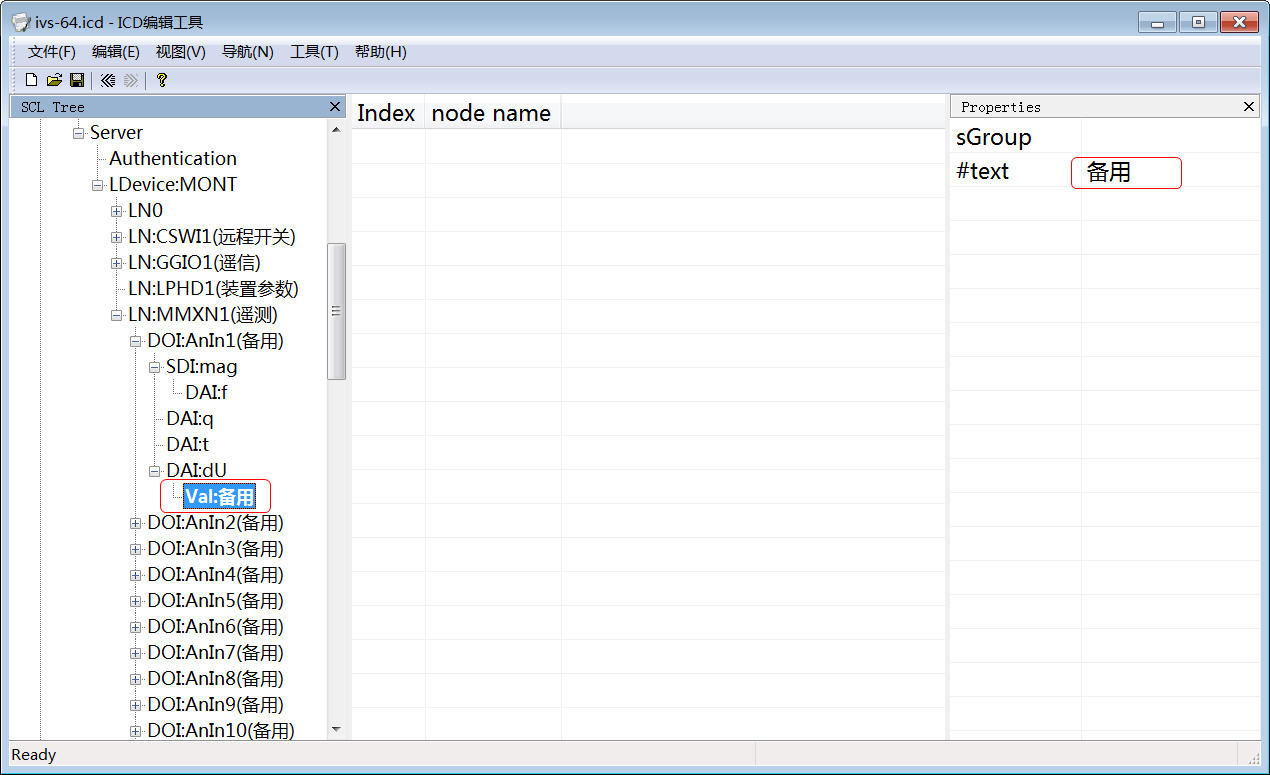 ivs-64.icd - ICD编辑工具
文件(F) 编辑(E) 视图(V) 导航(N) 工具(T) 帮助(H)
SCL Tree
Server
Authentication
LDevice:MONT
LN0
LN:CSWI1(远程开关)
LN:GGIO1(遥信)
LN:LPHD1(装置参数)
LN:MMXN1(遥测)
DOI:AnIn1(备用)
SDI:mag
DAI:f
DAI:q
DAI:t
DAI:dU
Val:备用
DOI:AnIn2(备用)
DOI:AnIn3(备用)
DOI:AnIn4(备用)
DOI:AnIn5(备用)
DOI:AnIn6(备用)
DOI:AnIn7(备用)
DOI:AnIn8(备用)
DOI:AnIn9(备用)
DOI:AnIn10(备用)
Index node name
Properties
sGroup
#text 备用
Ready